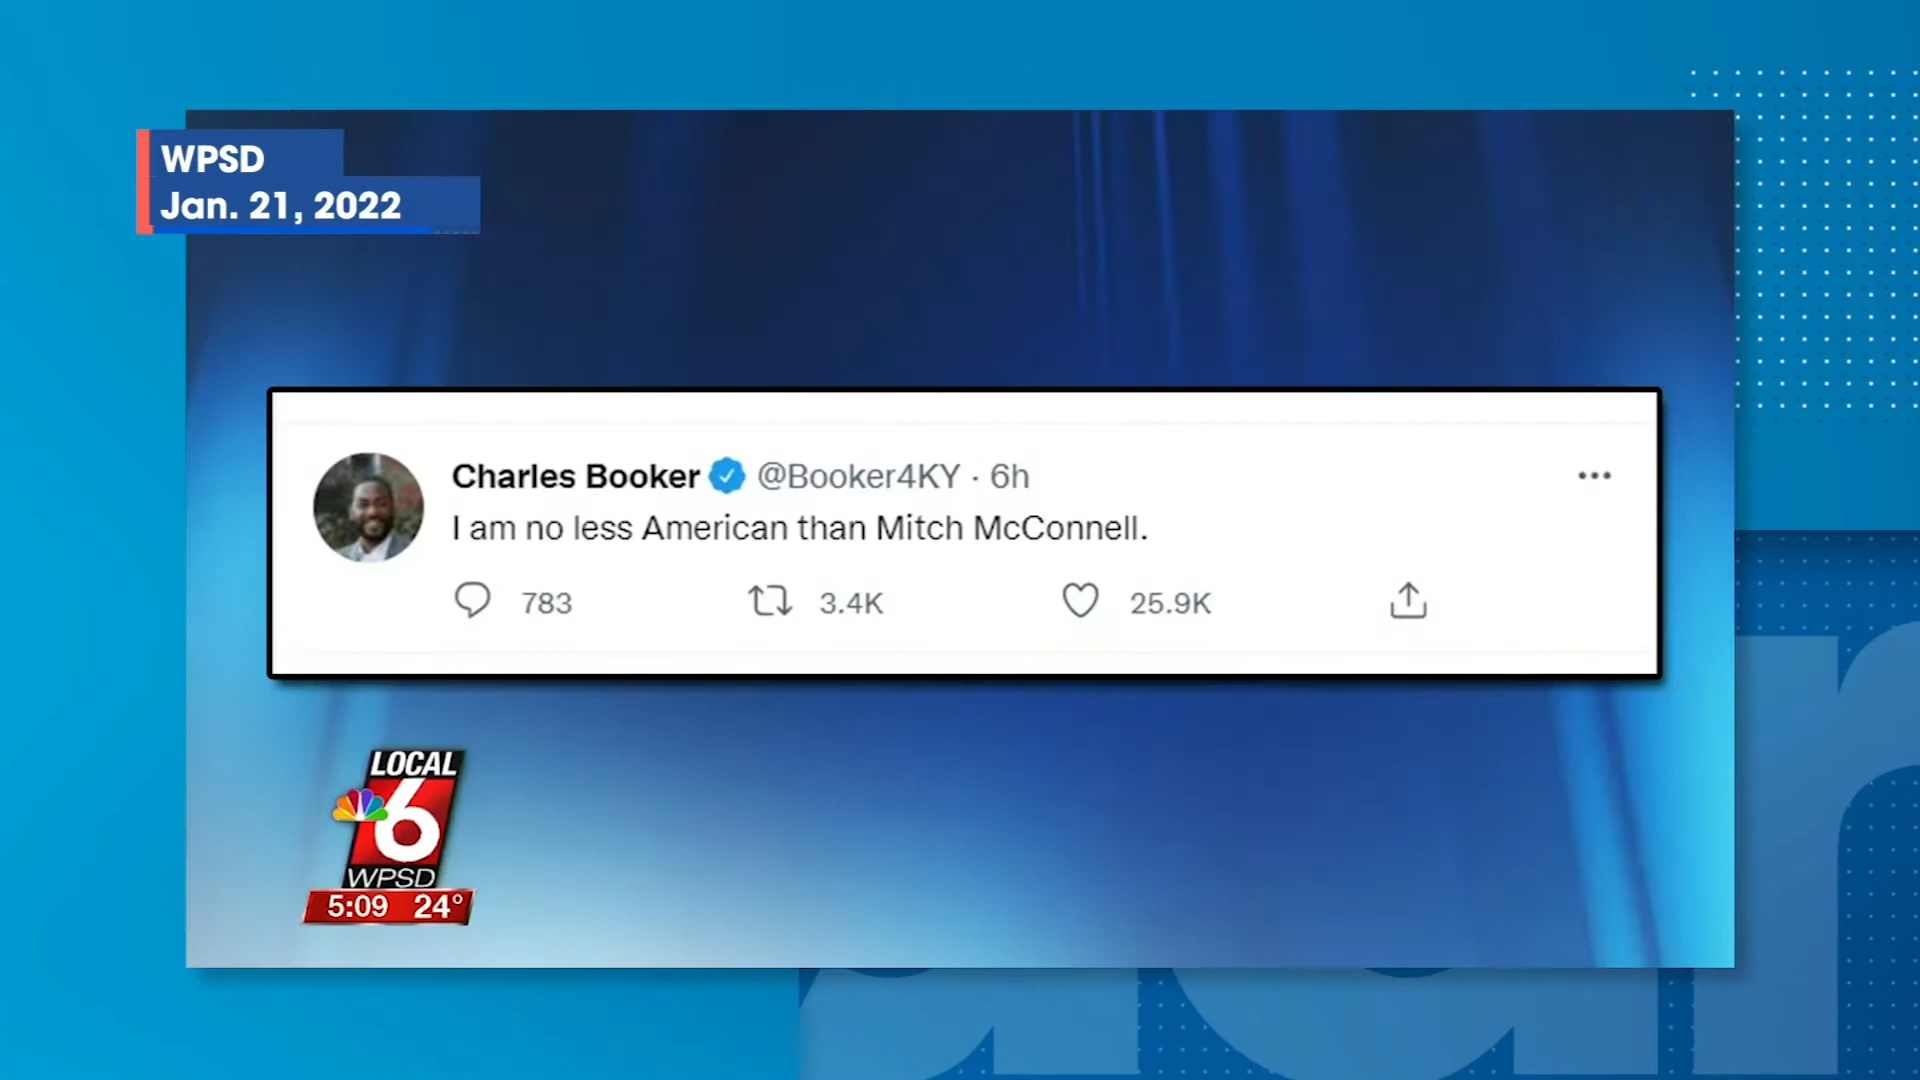 WPSD
Jan. 21, 2022
Charles Booker @Booker4KY · 6h
I am no less American than Mitch McConnell.
783 3.4K 25.9K
LOCAL
6
WPSD
5:09 24°